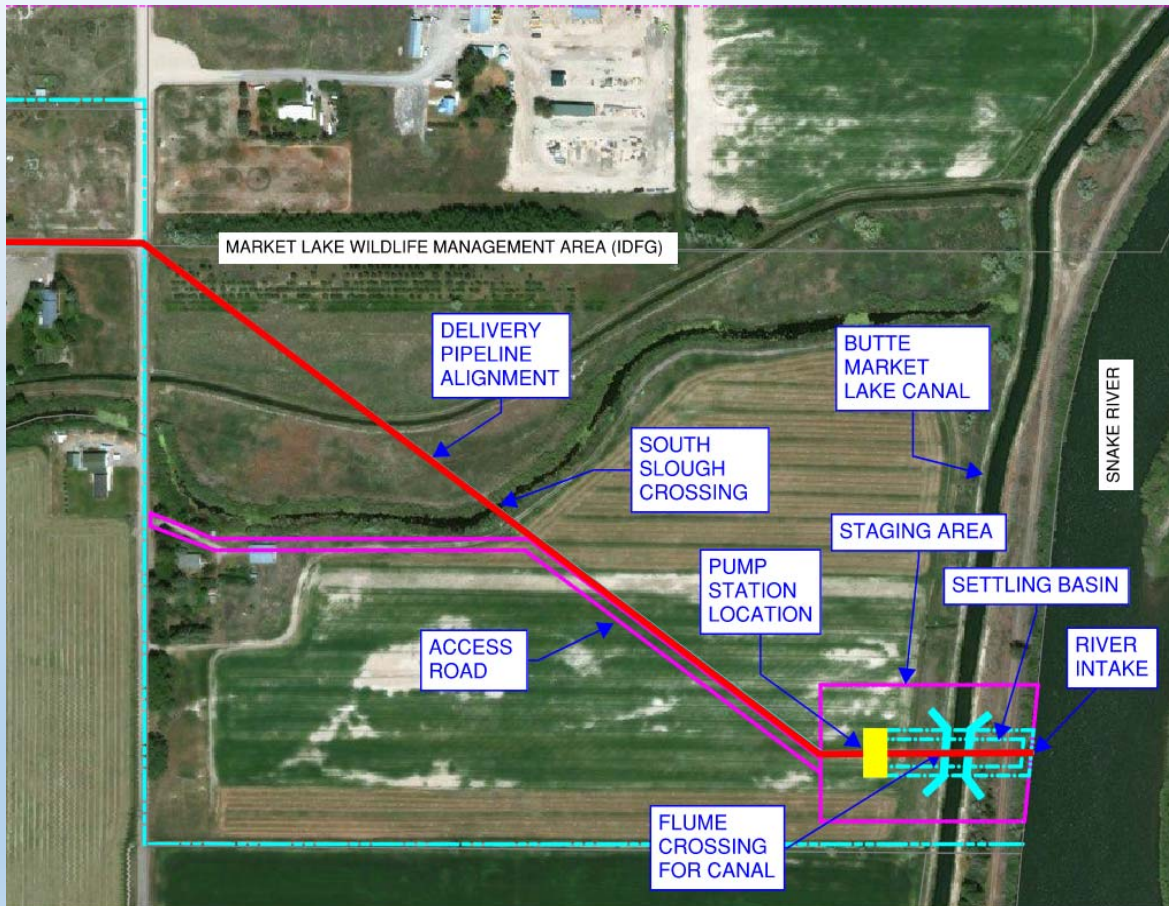 MARKET LAKE WILDLIFE MANAGEMENT AREA (IDFG)
DELIVERY
PIPELINE
ALIGNMENT
BUTTE
MARKET
LAKE CANAL
SNAKE RIVER
SOUTH
SLOUGH
CROSSING
STAGING AREA
PUMP
STATION
LOCATION
SETTLING BASIN
ACCESS
ROAD
RIVER
INTAKE
FLUME
CROSSING
FOR CANAL